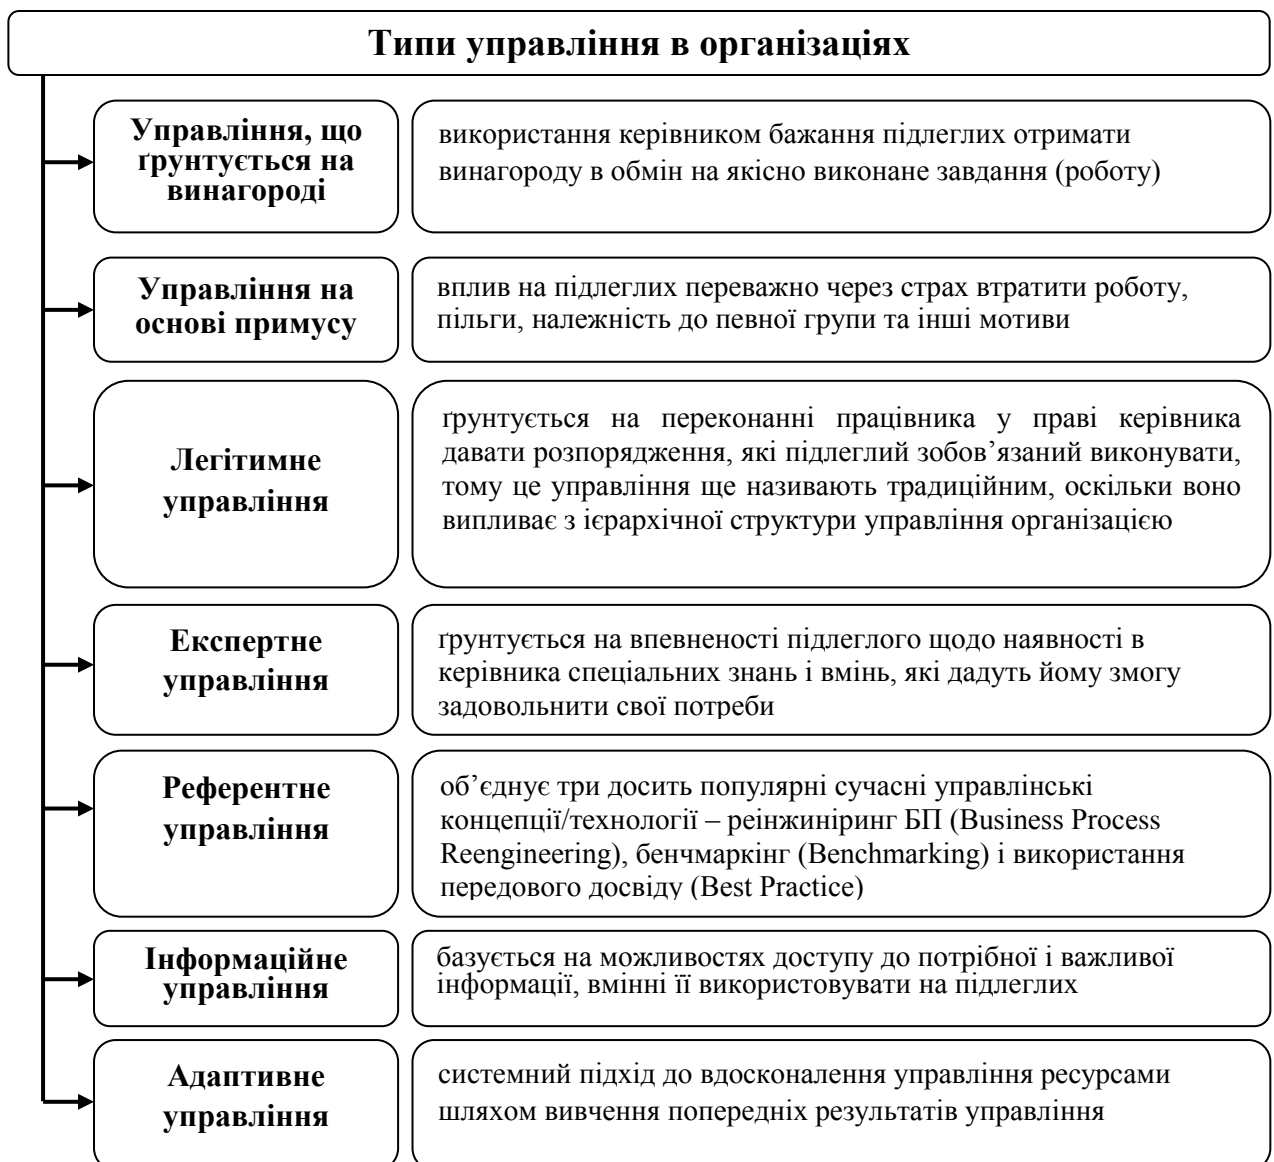 Типи управління в організаціях
Управління, що
ґрунтується на
винагороді
використання керівником бажання підлеглих отримати
винагороду в обмін на якісно виконане завдання (роботу)
Управління на
основі примусу
вплив на підлеглих переважно через страх втратити роботу,
пільги, належність до певної групи та інші мотиви
Легітимне
управління
ґрунтується на переконанні працівника у праві керівника
давати розпорядження, які підлеглий зобов’язаний виконувати,
тому це управління ще називають традиційним, оскільки воно
випливає з ієрархічної структури управління організацією
Експертне
управління
ґрунтується на впевненості підлеглого щодо наявності в
керівника спеціальних знань і вмінь, які дадуть йому змогу
задовольнити свої потреби
Референтне
управління
об’єднує три досить популярні сучасні управлінські
концепції/технології – реінжиніринг БП (Business Process
Reengineering), бенчмаркінг (Benchmarking) і використання
передового досвіду (Best Practice)
Інформаційне
управління
базується на можливостях доступу до потрібної і важливої
інформації, вмінні її використовувати на підлеглих
Адаптивне
управління
системний підхід до вдосконалення управління ресурсами
шляхом вивчення попередніх результатів управління